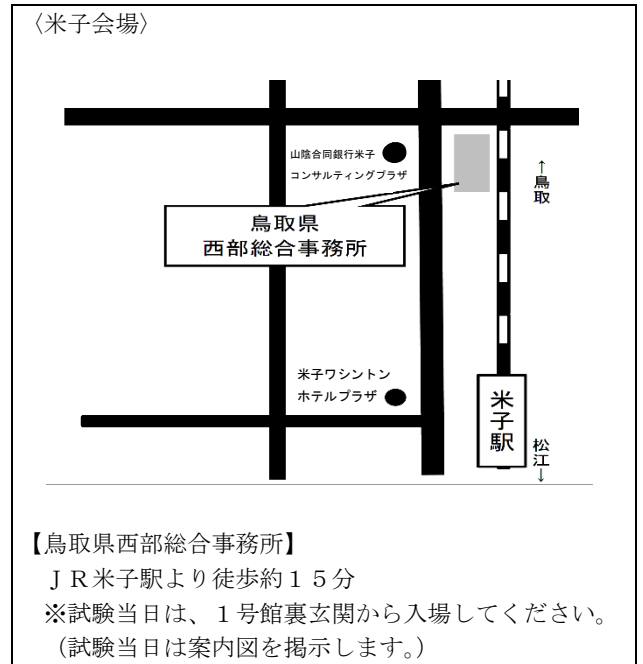 〈米子会場〉
山陰合同銀行米子
コンサルティングプラザ
↑鳥取
鳥取県
西部総合事務所
米子ワシントン
ホテルプラザ
米子駅
松江↓
【鳥取県西部総合事務所】
ＪＲ米子駅より徒歩約１５分
※試験当日は、１号館裏玄関から入場してください。
（試験当日は案内図を掲示します。）